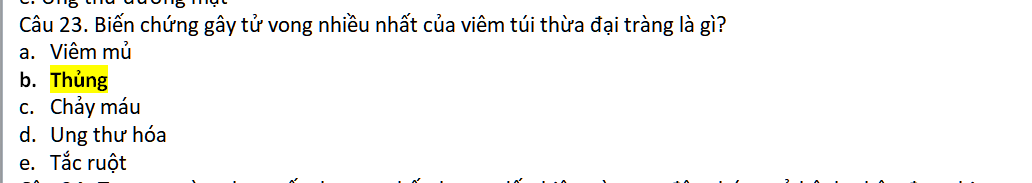 Câu 23. Biến chứng gây tử vong nhiều nhất của viêm túi thừa đại tràng là gì?
a. Viêm mủ
b. Thủng
c. Chảy máu
d. Ung thư hóa
e. Tắc ruột